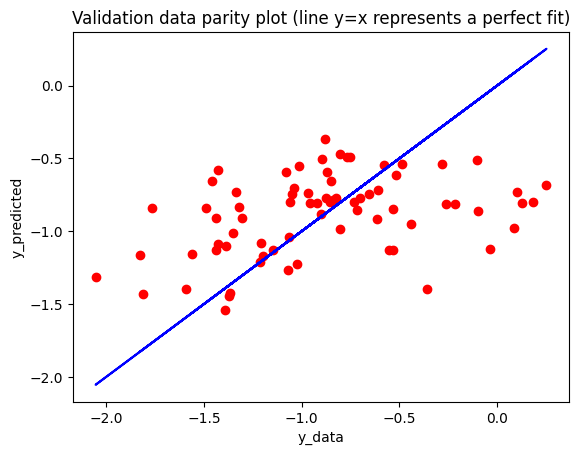 Validation data parity plot (line y=x represents a perfect fit)
0.0
−0.5
−1.0
−1.5
−2.0
y_predicted
−2.0 −1.5 −1.0 −0.5 0.0
y_data